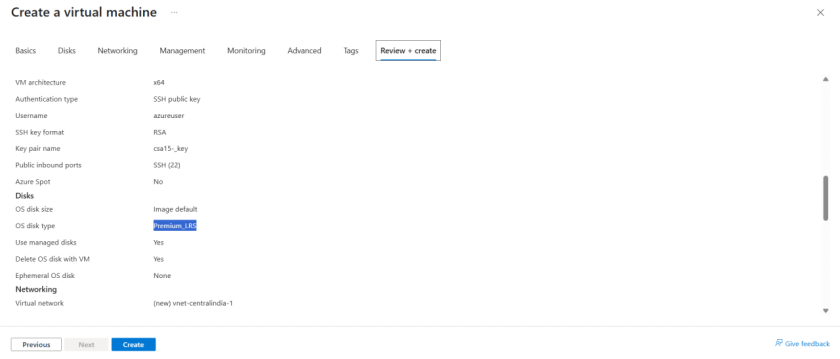 Create a virtual machine ...
Basics Disks Networking Management Monitoring Advanced Tags Review + create
VM architecture x64
Authentication type SSH public key
Username azureuser
SSH key format RSA
Key pair name csa15-_key
Public inbound ports SSH (22)
Azure Spot No
Disks
OS disk size Image default
OS disk type Premium_LRS
Use managed disks Yes
Delete OS disk with VM Yes
Ephemeral OS disk None
Networking
Virtual network (new) vnet-centralindia-1
Previous Next Create Give feedback